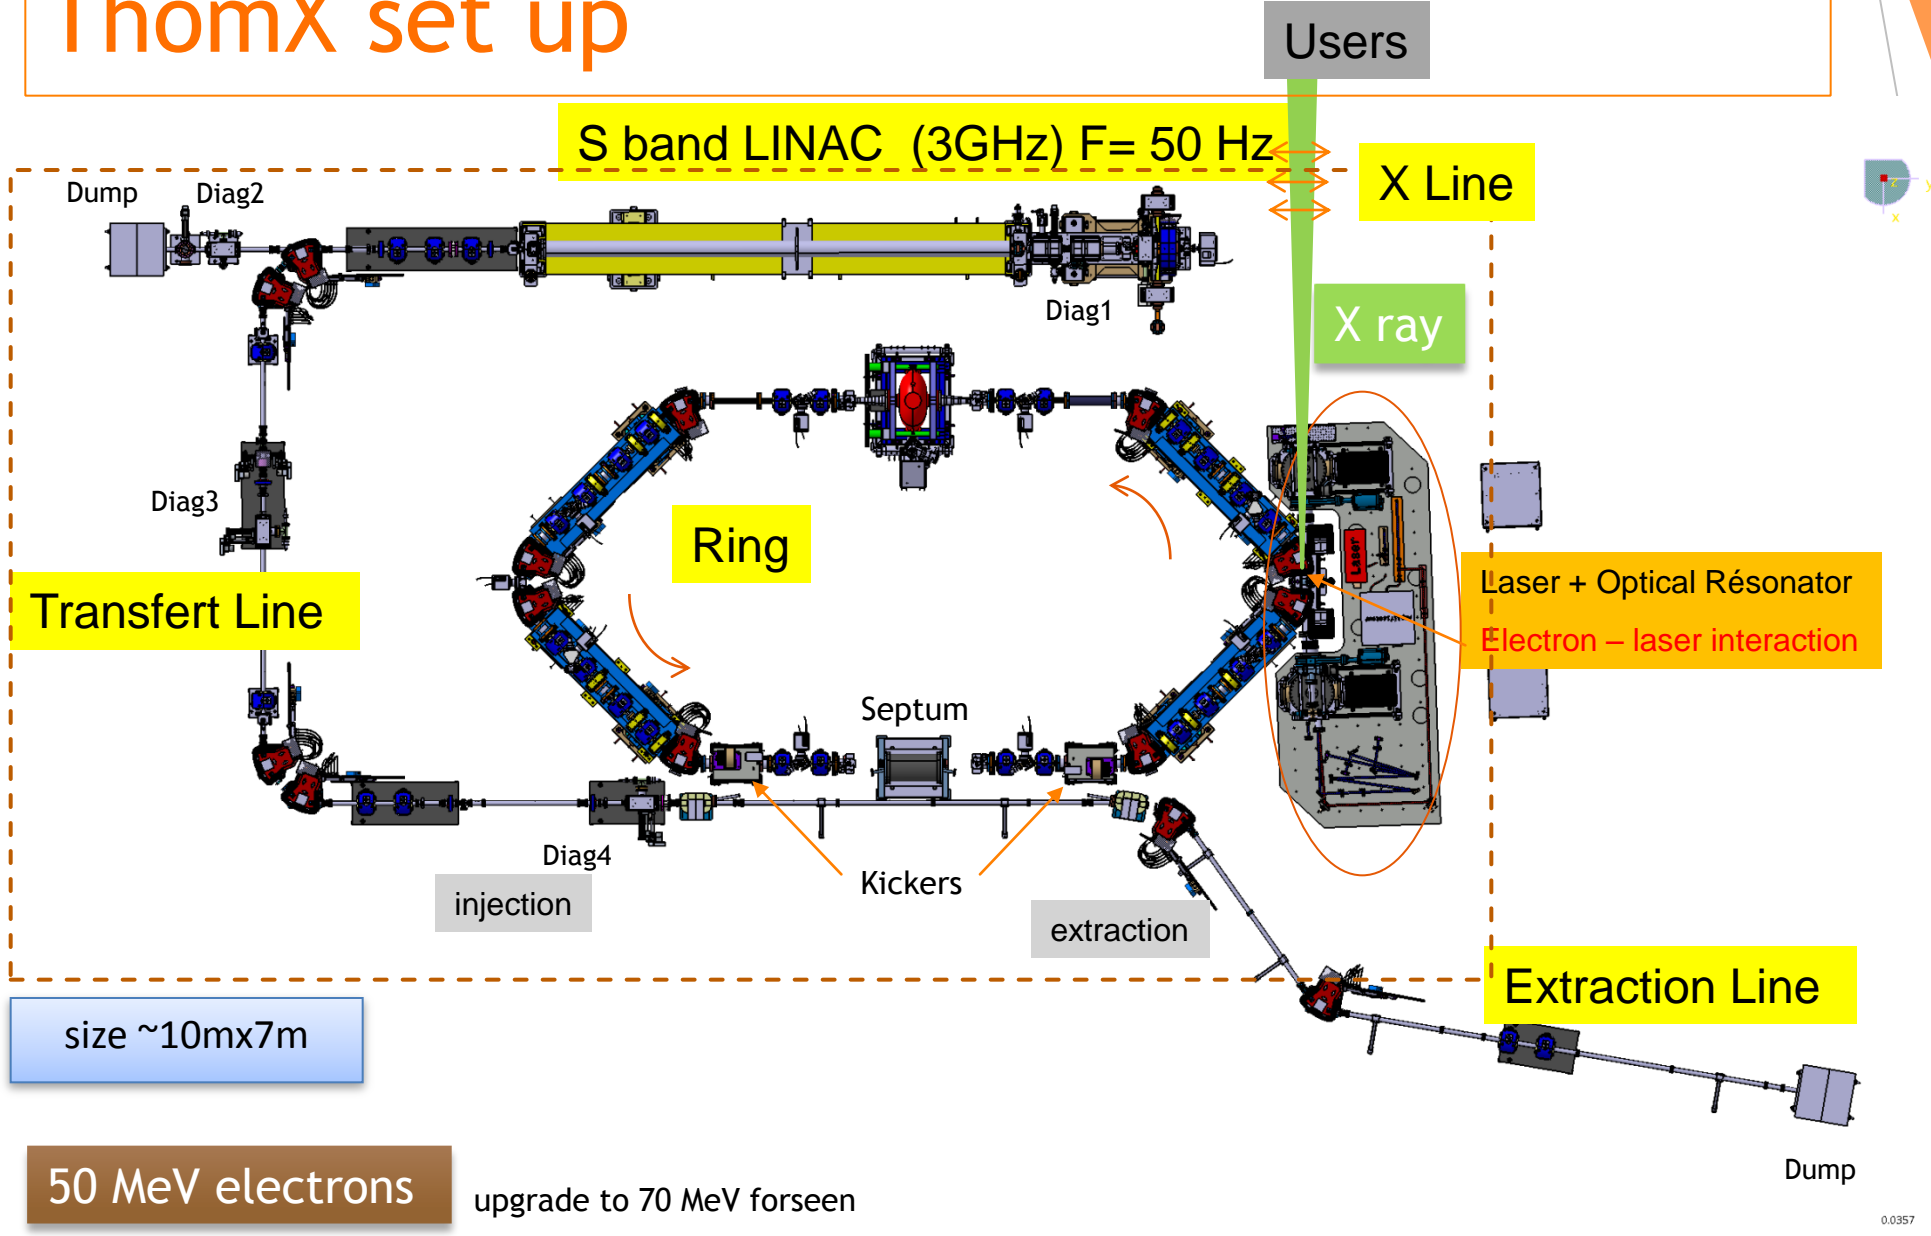 ThomX set up
Users
S band LINAC (3GHz) F= 50 Hz
X Line
Dump
Diag2
Diag1
X ray
Diag3
Ring
Laser
Transfert Line
Laser + Optical Résonator
Electron – laser interaction
Septum
Diag4
Kickers
injection
extraction
Extraction Line
size ~10mx7m
50 MeV electrons
upgrade to 70 MeV forseen
Dump
0.0357
z
y
x